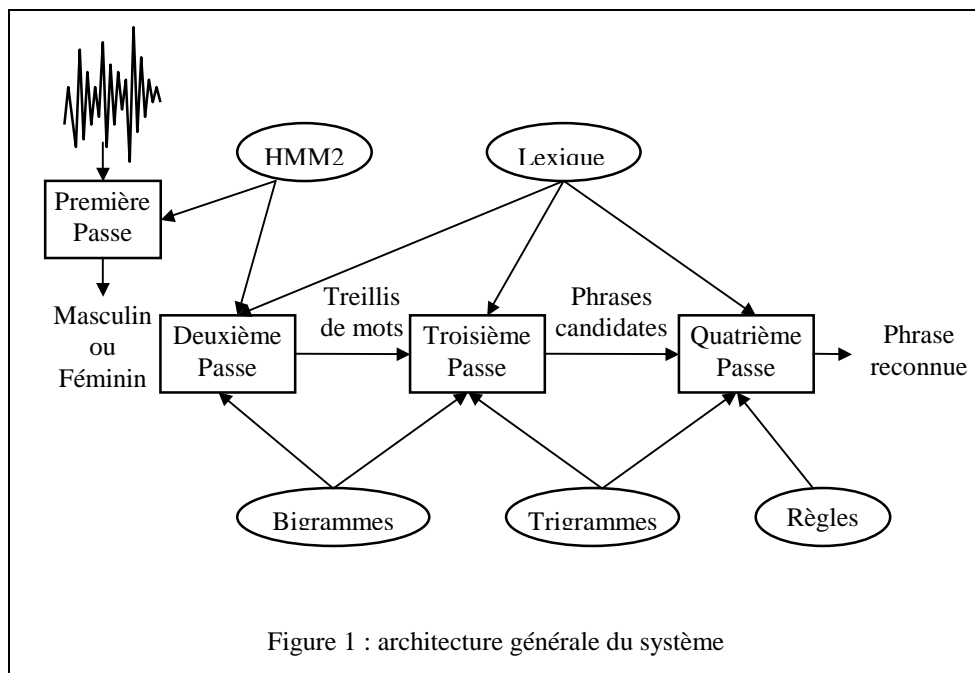 HMM2
Lexique
Première
Passe
Masculin
ou
Féminin
Deuxième
Passe
Treillis
de mots
Troisième
Passe
Phrases
candidates
Quatrième
Passe
Phrase
reconnue
Bigrammes
Trigrammes
Règles
Figure 1 : architecture générale du système